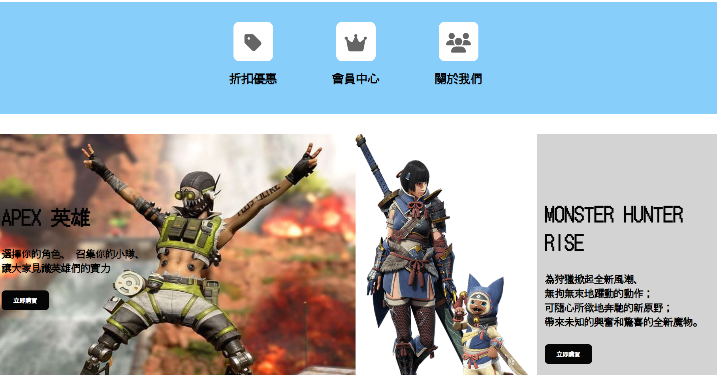 折扣優惠
會員中心
關於我們
APEX 英雄
選擇你的角色、 召集你的小隊、
讓大家見識英雄們的實力
立即購買
MONSTER HUNTER
RISE
為狩獵掀起全新風潮、
無拘無束地躍動的動作；
可隨心所欲地奔馳的新原野；
帶來未知的興奮和驚喜的全新魔物。
立即購買